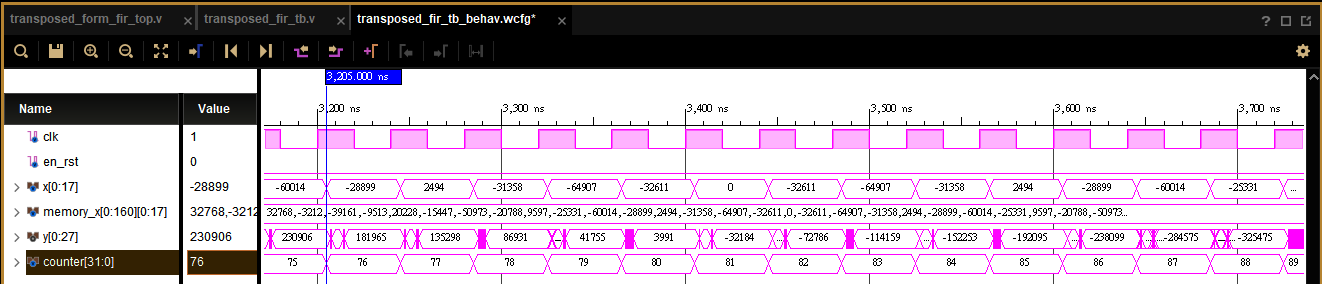 transposed_form_fir_top.v × transposed_fir_tb.v × transposed_fir_tb_behav.wcfg* ×
3,205.000 ns
Name Value 3,200 ns 3,300 ns 3,400 ns 3,500 ns 3,600 ns 3,700 ns
clk 1
en_rst 0
x[0:17] -28899 -60014 -28899 2494 -31358 -64907 -32611 0 -32611 -64907 -31358 2494 -28899 -60014 -25331 ...
memory_x[0:160][0:17] 32768,-3212 32768,-3212,-39161,-9513,20228,-15447,-50973,-20788,9597,-25331,-60014,-28899,2494,-31358,-64907,-32611,0,-32611,-64907,-31358,2494,-28899,-60014,-25331,9597,-20788,-50973...
y[0:27] 230906 230906 181965 135298 86931 41755 3991 -32184 -72786 -114159 -152253 -192095 -238099 -284575 -325475
counter[31:0] 76 75 76 77 78 79 80 81 82 83 84 85 86 87 88 89